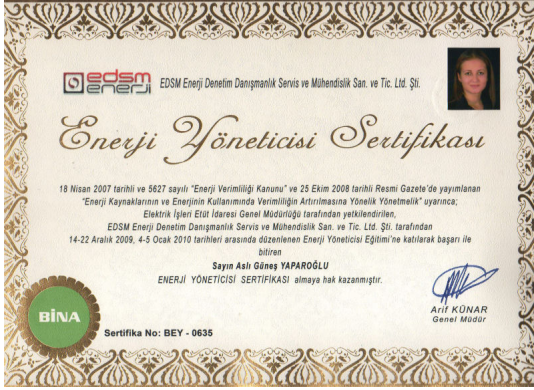 edsm
enerji
EDSM Enerji Denetim Danışmanlık Servis ve Mühendislik San. ve Tic. Ltd. Şti.
Enerji Yöneticisi Sertifikası
18 Nisan 2007 tarihli ve 5627 sayılı "Enerji Verimliliği Kanunu" ve 25 Ekim 2008 tarihli Resmi Gazete'de yayımlanan
"Enerji Kaynaklarının ve Enerjinin Kullanımında Verimliliğin Artırılmasına Yönelik Yönetmelik" uyarınca;
Elektrik İşleri Etüt İdaresi Genel Müdürlüğü tarafından yetkilendirilen,
EDSM Enerji Denetim Danışmanlık Servis ve Mühendislik San. ve Tic. Ltd. Şti. tarafından
14-22 Aralık 2009, 4-5 Ocak 2010 tarihleri arasında düzenlenen Enerji Yöneticisi Eğitimi'ne katılarak başarı ile
bitiren
Sayın Aslı Güneş YAPAROĞLU
ENERJİ YÖNETİCİSİ SERTİFİKASI almaya hak kazanmıştır.
Arif KÜNAR
Genel Müdür
BİNA
Sertifika No: BEY - 0635